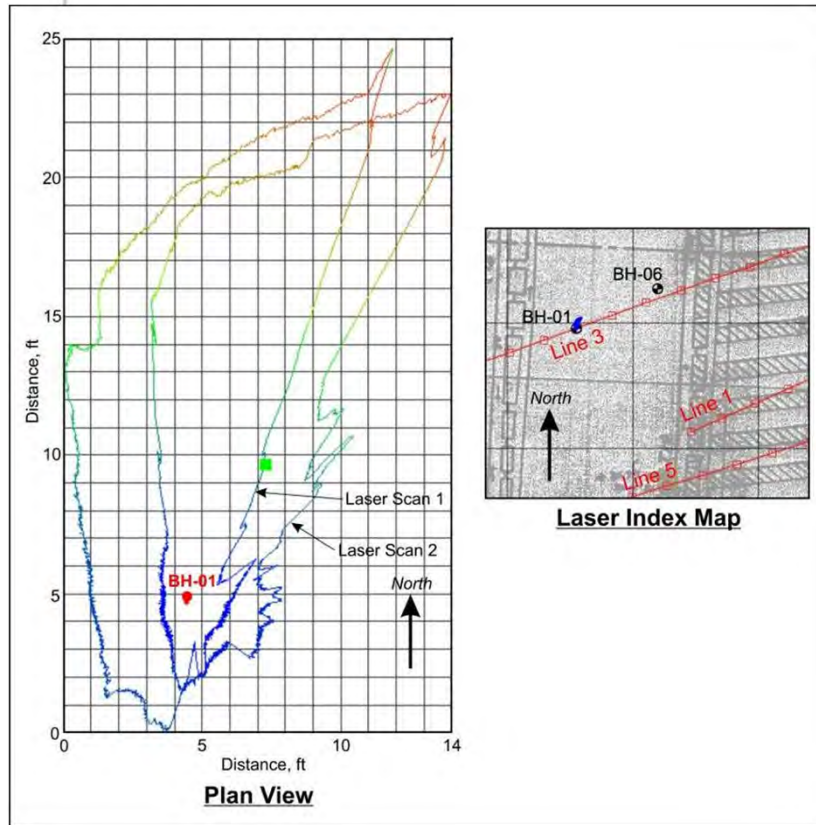 25
20
15
10
5
0
Distance, ft
0
5
10
14
Distance, ft
Plan View
Laser Scan 1
Laser Scan 2
BH-01
North
BH-06
BH-01
Line 3
North
Line 1
Line 5
Laser Index Map